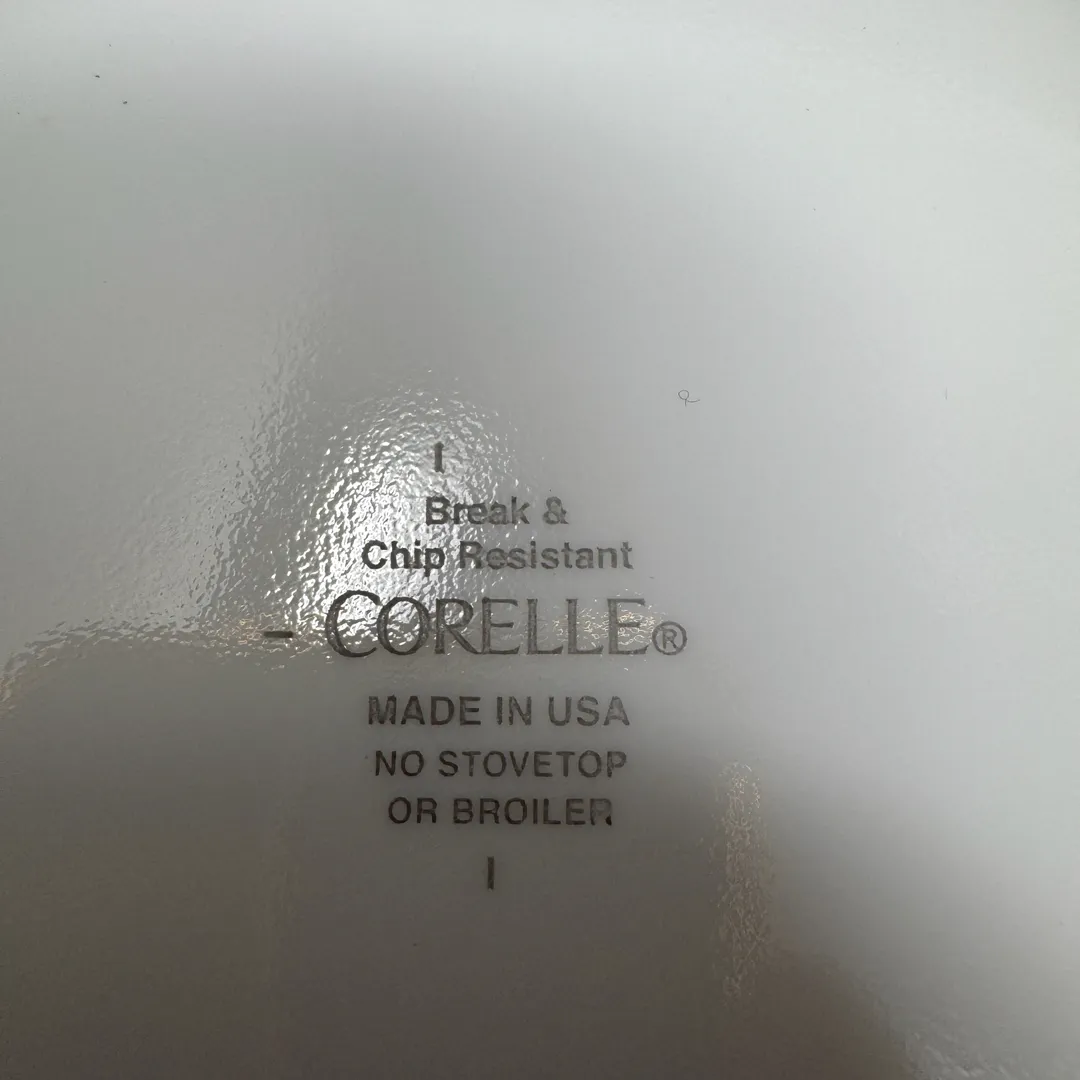 Break &
Chip Resistant
CORELLE®
MADE IN USA
NO STOVETOP
OR BROILER